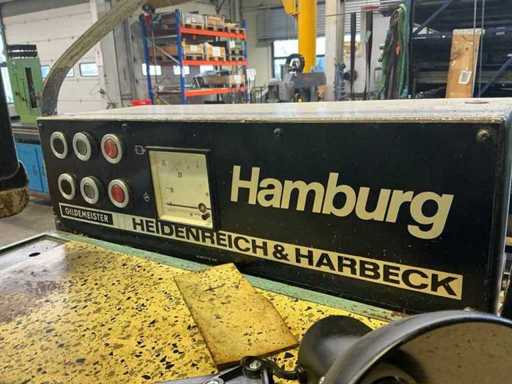 Hamburg
GILDEMEISTER
HEIDENREICH & HARBECK